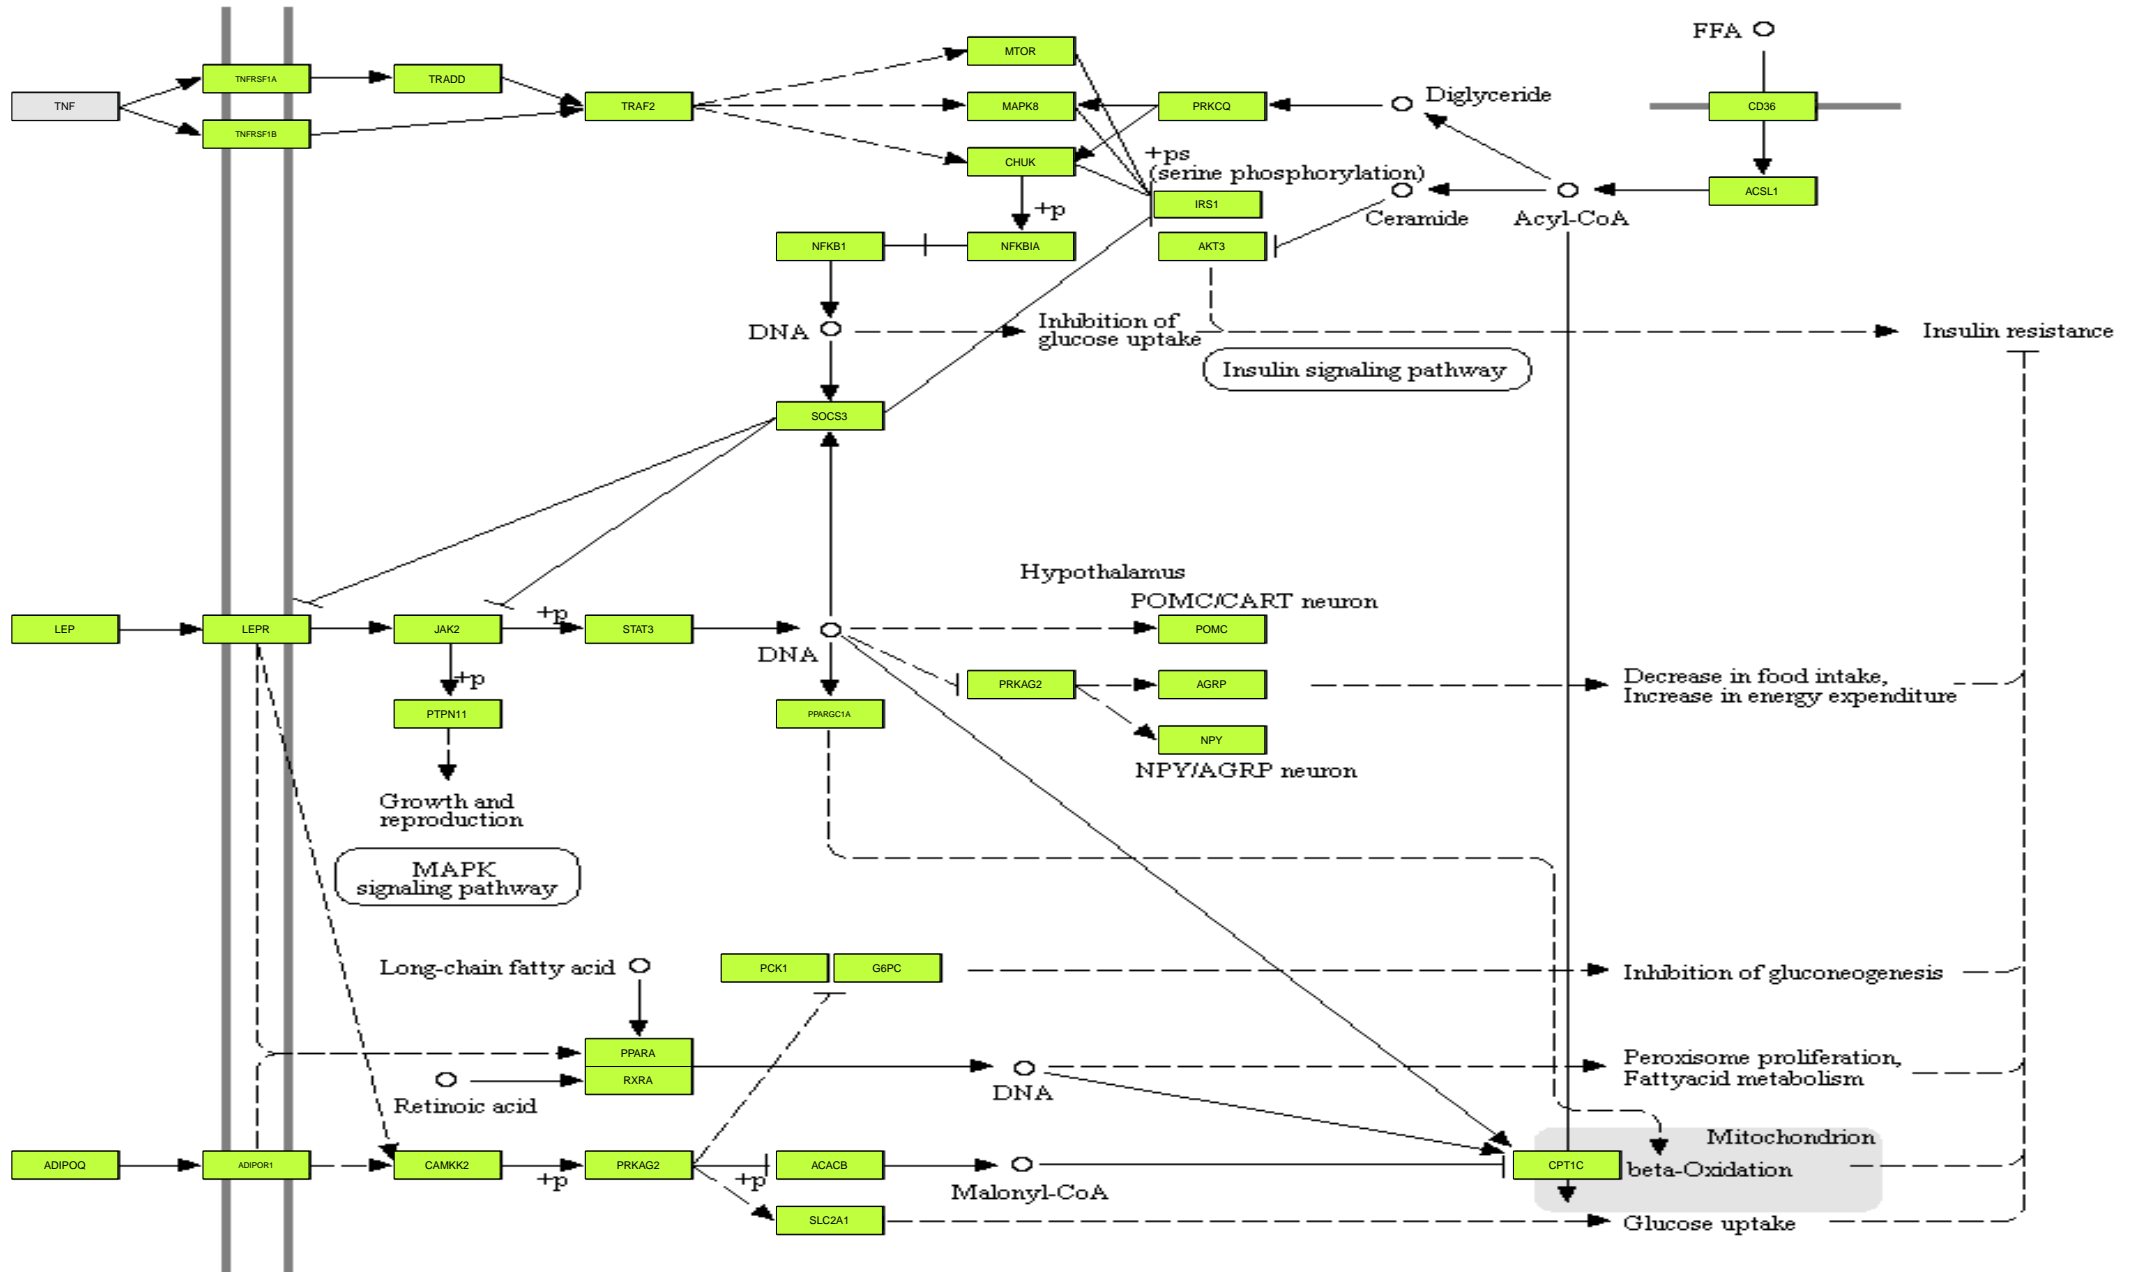 FFA
MTOR
TNFRSF1A
TRADD
TNF
TRAF2
MAPK8
PRKCQ
Diglyceride
CD36
TNFRSF1B
CHUK
+ps
(serine phosphorylation)
IRS1
ACSL1
+p
Ceramide
Acyl-CoA
NFKB1
NFKBIA
AKT3
DNA
Inhibition of
glucose uptake
Insulin resistance
Insulin signaling pathway
SOCS3
Hypothalamus
POMC/CART neuron
LEP
LEPR
JAK2
+p
STAT3
POMC
DNA
+p
PRKAG2
AGRP
Decrease in food intake,
Increase in energy expenditure
PTPN11
PPARGC1A
NPY
NPY/AGRP neuron
Growth and
reproduction
MAPK
signaling pathway
Long-chain fatty acid
PCK1
G6PC
Inhibition of gluconeogenesis
PPARA
RXRA
Retinoic acid
DNA
Peroxisome proliferation,
Fattyacid metabolism
Mitochondrion
ADIPOQ
ADIPOR1
CAMKK2
+p
PRKAG2
+p
ACACB
Malonyl-CoA
CPT1C
beta-Oxidation
SLC2A1
Glucose uptake